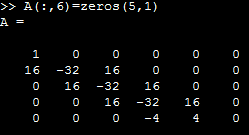 >> A(:,6)=zeros(5,1)
A =
1 0 0 0 0 0
16 -32 16 0 0 0
0 16 -32 16 0 0
0 0 16 -32 16 0
0 0 0 -4 4 0